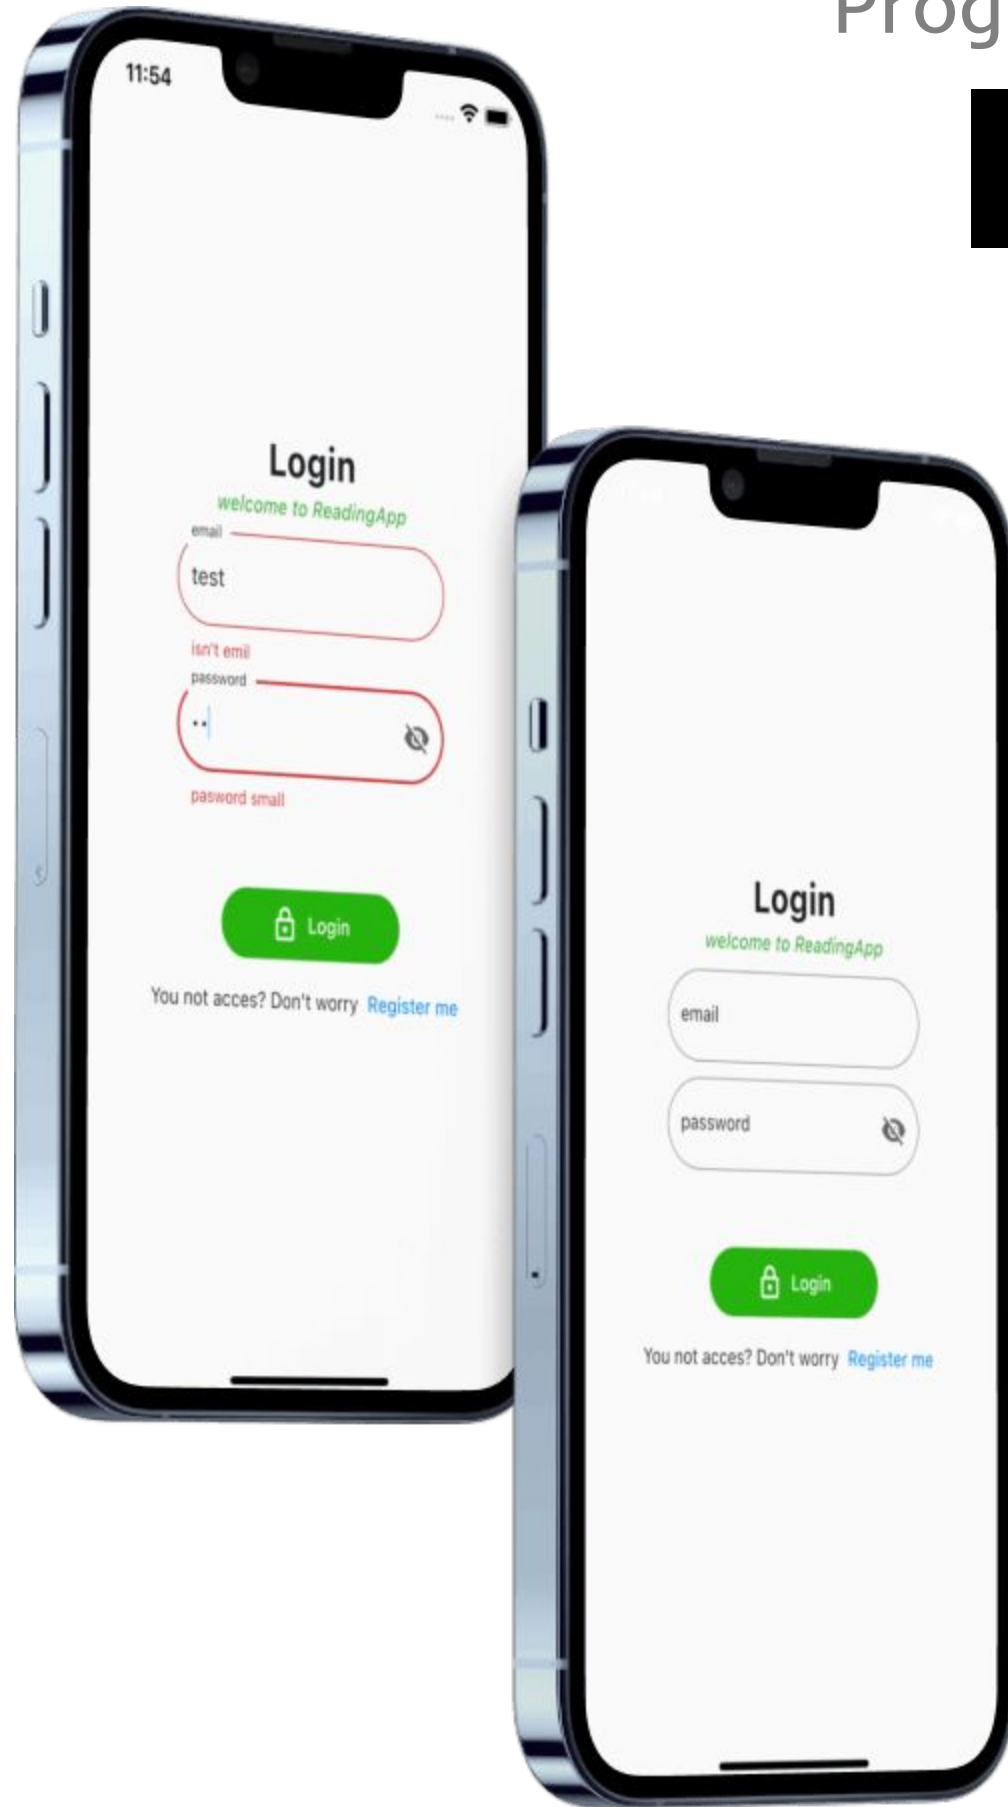 Prog
11:54
Login
welcome to ReadingApp
email
test
isn't emil
password
pasword small
Login
You not acces? Don't worry Register me
Login
welcome to ReadingApp
email
password
Login
You not acces? Don't worry Register me